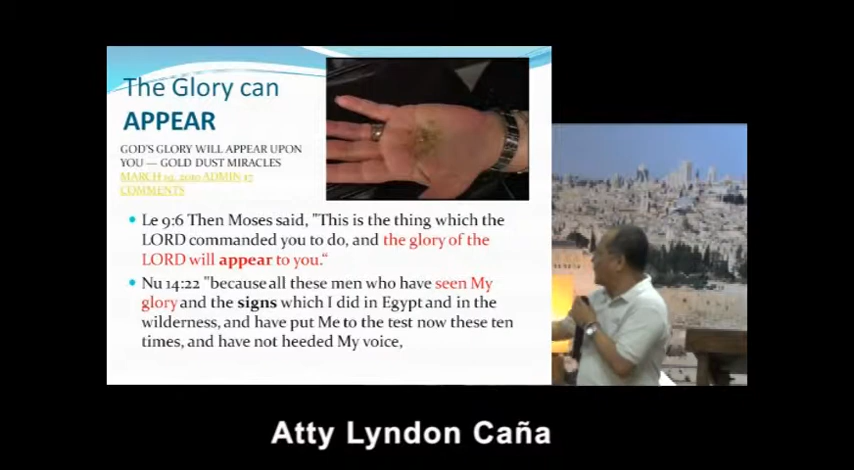 The Glory can
APPEAR
GOD'S GLORY WILL APPEAR UPON
YOU — GOLD DUST MIRACLES
MARCH 19, 2010 ADMIN 17
COMMENTS
• Le 9:6 Then Moses said, "This is the thing which the
LORD commanded you to do, and the glory of the
LORD will appear to you."
• Nu 14:22 "because all these men who have seen My
glory and the signs which I did in Egypt and in the
wilderness, and have put Me to the test now these ten
times, and have not heeded My voice,
Atty Lyndon Caña